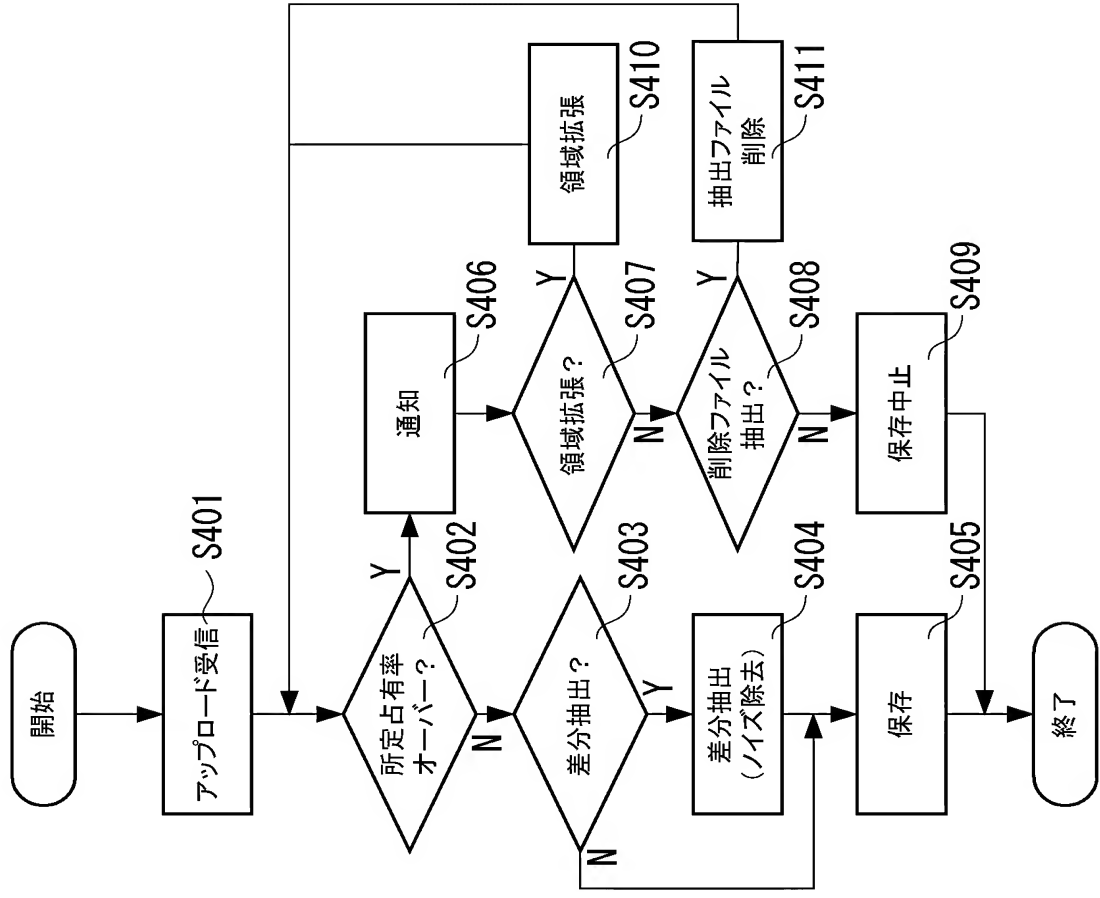 開始
アップロード受信
S401
所定占有率
オーバー？
S402
Y
N
差分抽出？
S403
Y
N
差分抽出
（ノイズ除去）
S404
保存
S405
終了
通知
S406
領域拡張？
S407
Y
N
削除ファイル
抽出？
S408
Y
N
保存中止
S409
領域拡張
S410
抽出ファイル
削除
S411